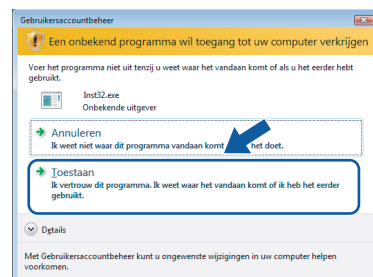 Gebruikersaccountbeheer
Een onbekend programma wil toegang tot uw computer verkrijgen
Voer het programma niet uit tenzij u weet waar het vandaan komt of als u het eerder hebt
gebruikt.
Inst32.exe
Onbekende uitgever
Annuleren
Ik weet niet waar dit programma vandaan komt het doet.
Toestaan
Ik vertrouw dit programma. Ik weet waar het vandaan komt of ik heb het eerder
gebruikt.
Details
Met Gebruikersaccountbeheer kunt u ongewenste wijzigingen in uw computer helpen
voorkomen.